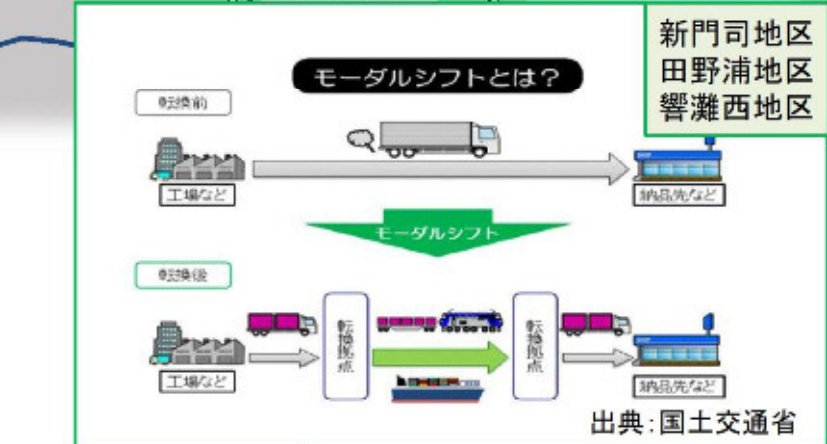 新門司地区
田野浦地区
響灘西地区
モーダルシフトとは？
転換前
工場など
納品先など
モーダルシフト
転換後
転換拠点
転換拠点
工場など
納品先など
出典：国土交通省